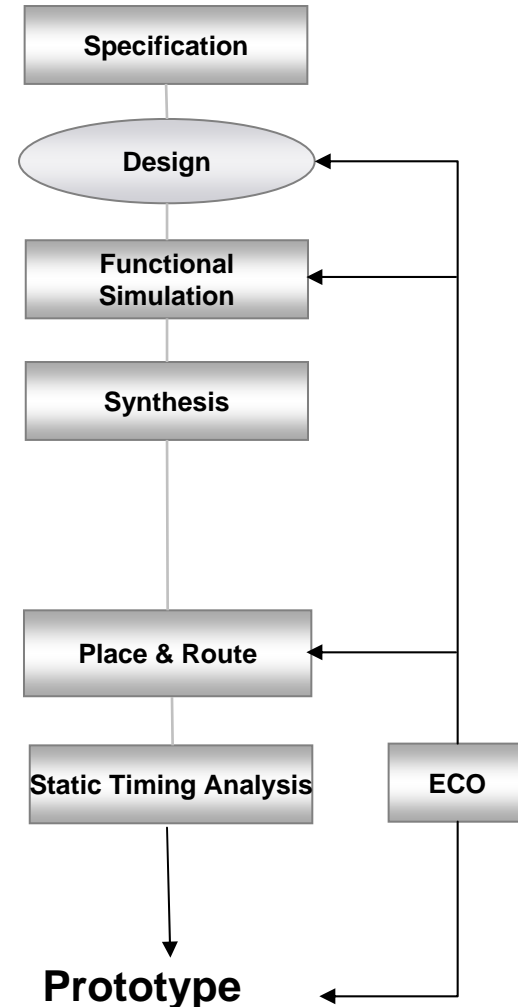 Specification
Design
Functional
Simulation
Synthesis
Place & Route
Static Timing Analysis
ECO
Prototype